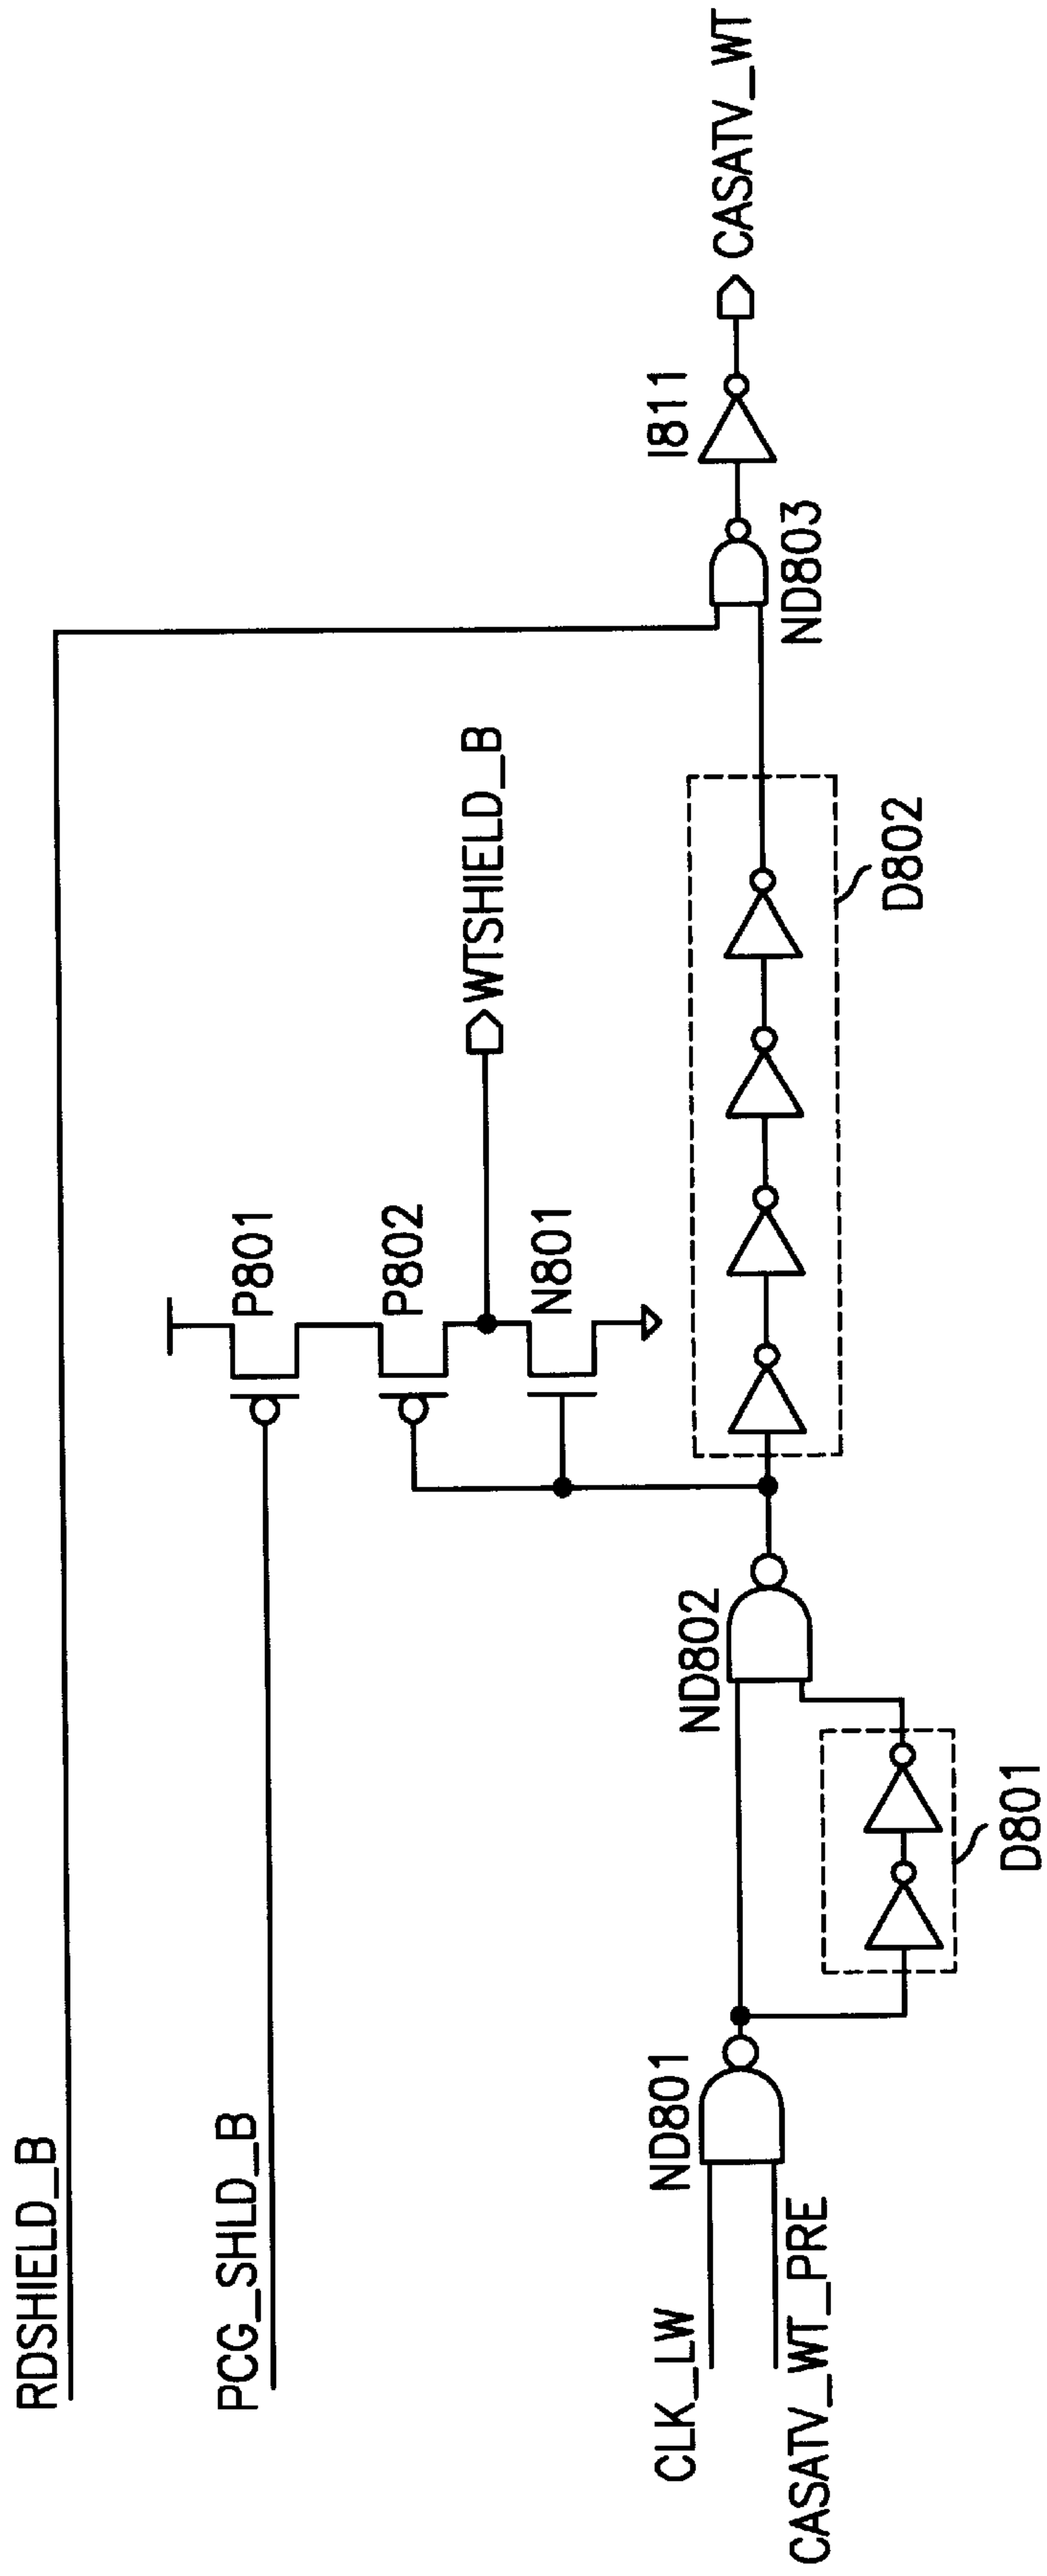 RDSHIELD_B
PCG_SHLD_B
P801
P802
WTSHIELD_B
N801
CLK_LW
CASATV_WT_PRE
ND801
ND802
D801
D802
ND803
I811
CASATV_WT